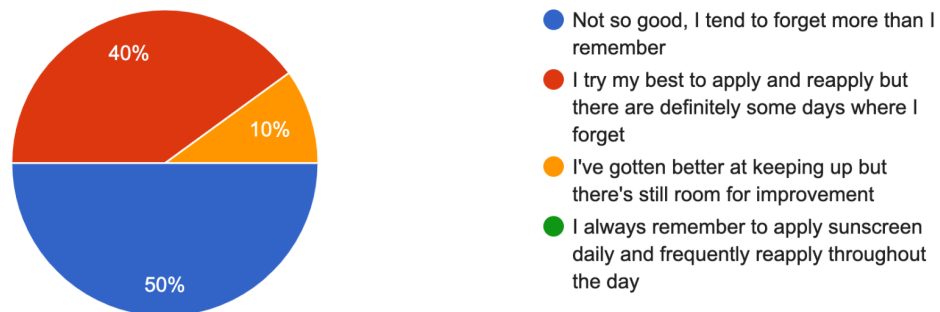 40%
10%
50%
Not so good, I tend to forget more than I
remember
I try my best to apply and reapply but
there are definitely some days where I
forget
I've gotten better at keeping up but
there's still room for improvement
I always remember to apply sunscreen
daily and frequently reapply throughout
the day